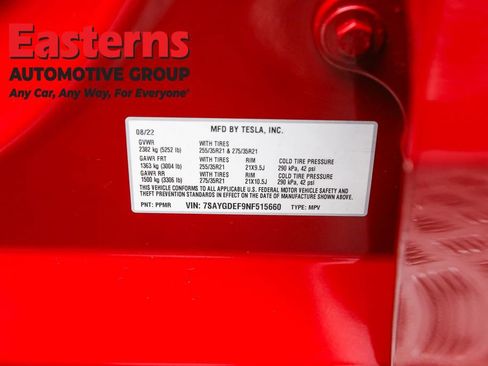 Easterns
AUTOMOTIVE GROUP
Any Car, Any Way, For Everyone
08/22 MFD BY TESLA, INC.
GVWR WITH TIRES
2382 kg (5252 lb) 255/35R21 & 275/35R21
GAWR FRT WITH TIRES RIM COLD TIRE PRESSURE
1363 kg (3004 lb) 255/35R21 21X9.5J 290 kPa, 42 psi
GAWR RR WITH TIRES RIM COLD TIRE PRESSURE
1500 kg (3306 lb) 275/35R21 21X10.5J 290 kPa, 42 psi
THIS VEHICLE CONFORMS TO ALL APPLICABLE U.S. FEDERAL MOTOR VEHICLE SAFETY AND
THEFT PREVENTION STANDARDS IN EFFECT ON THE DATE OF MANUFACTURE SHOWN ABOVE.
PNT: PPMR VIN: 7SAYGDEF9NF515660 TYPE: MPV